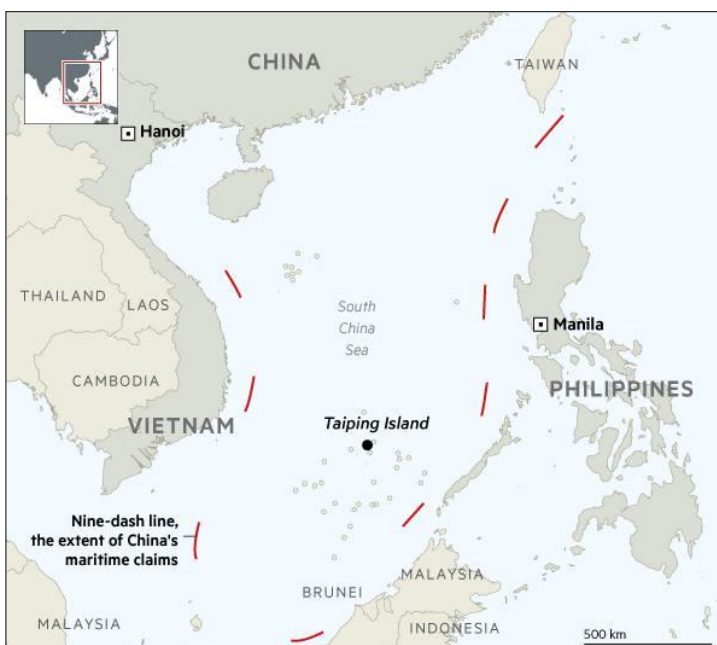 CHINA
TAIWAN
Hanoi
THAILAND
LAOS
South
China
Sea
Manila
CAMBODIA
PHILIPPINES
VIETNAM
Taiping Island
Nine-dash line,
the extent of China's
maritime claims
MALAYSIA
BRUNEI
MALAYSIA
INDONESIA
500 km